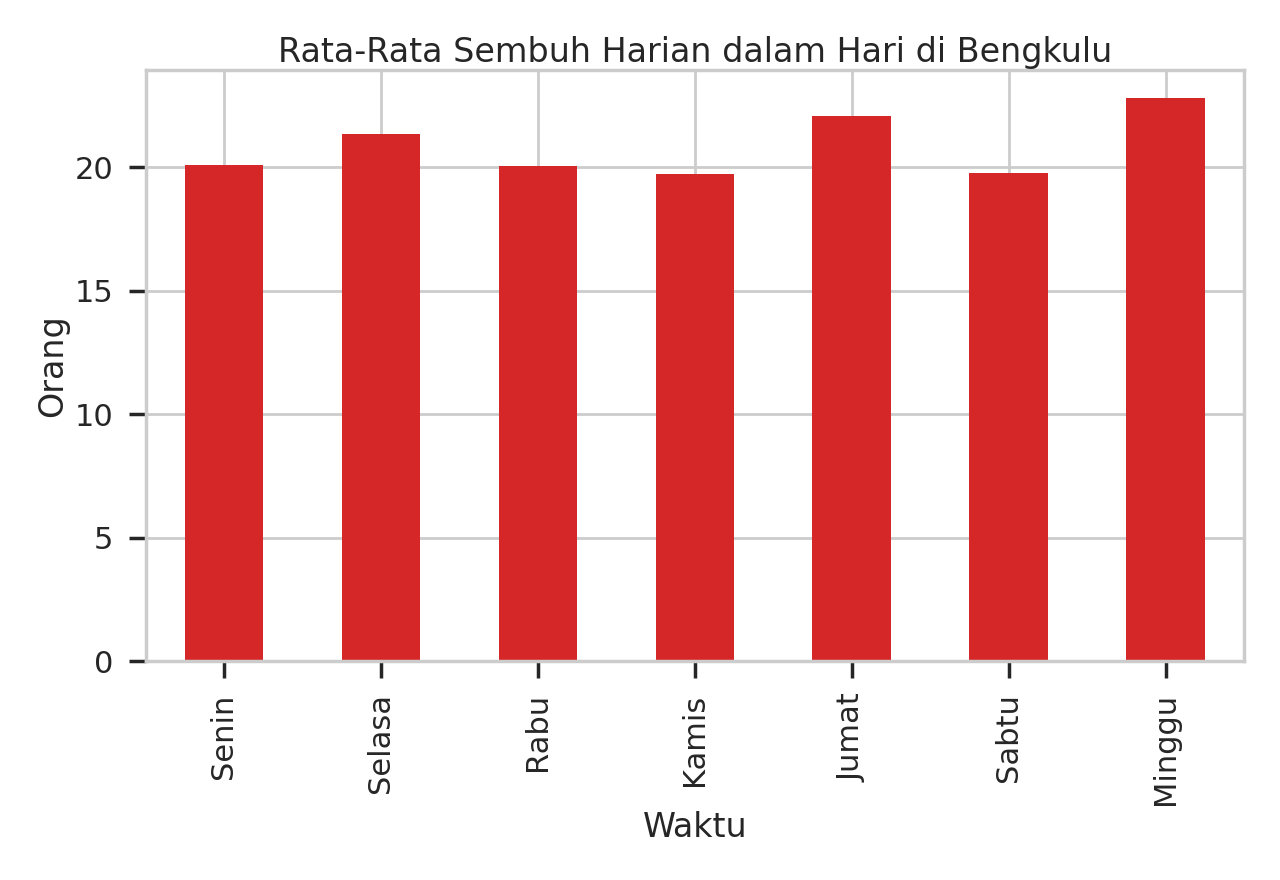 Rata-Rata Sembuh Harian dalam Hari di Bengkulu
Orang
20
15
10
5
0
Senin
Selasa
Rabu
Kamis
Jumat
Sabtu
Minggu
Waktu